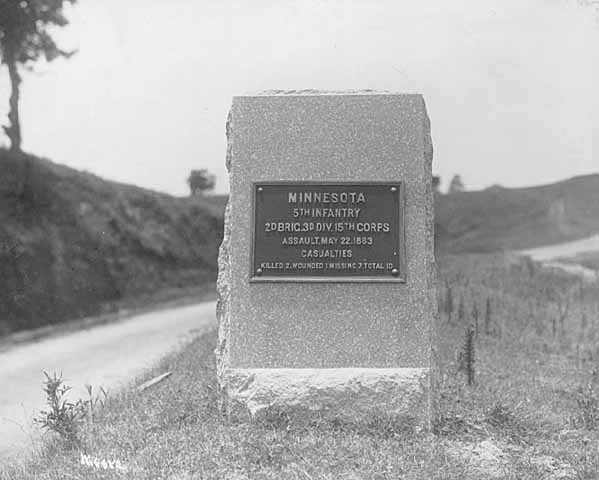 MINNESOTA
5TH INFANTRY
2D BRIG. 3D DIV. 15TH CORPS
ASSAULT, MAY 22, 1863
CASUALTIES
KILLED 2, WOUNDED 1 MISSING 7, TOTAL 10